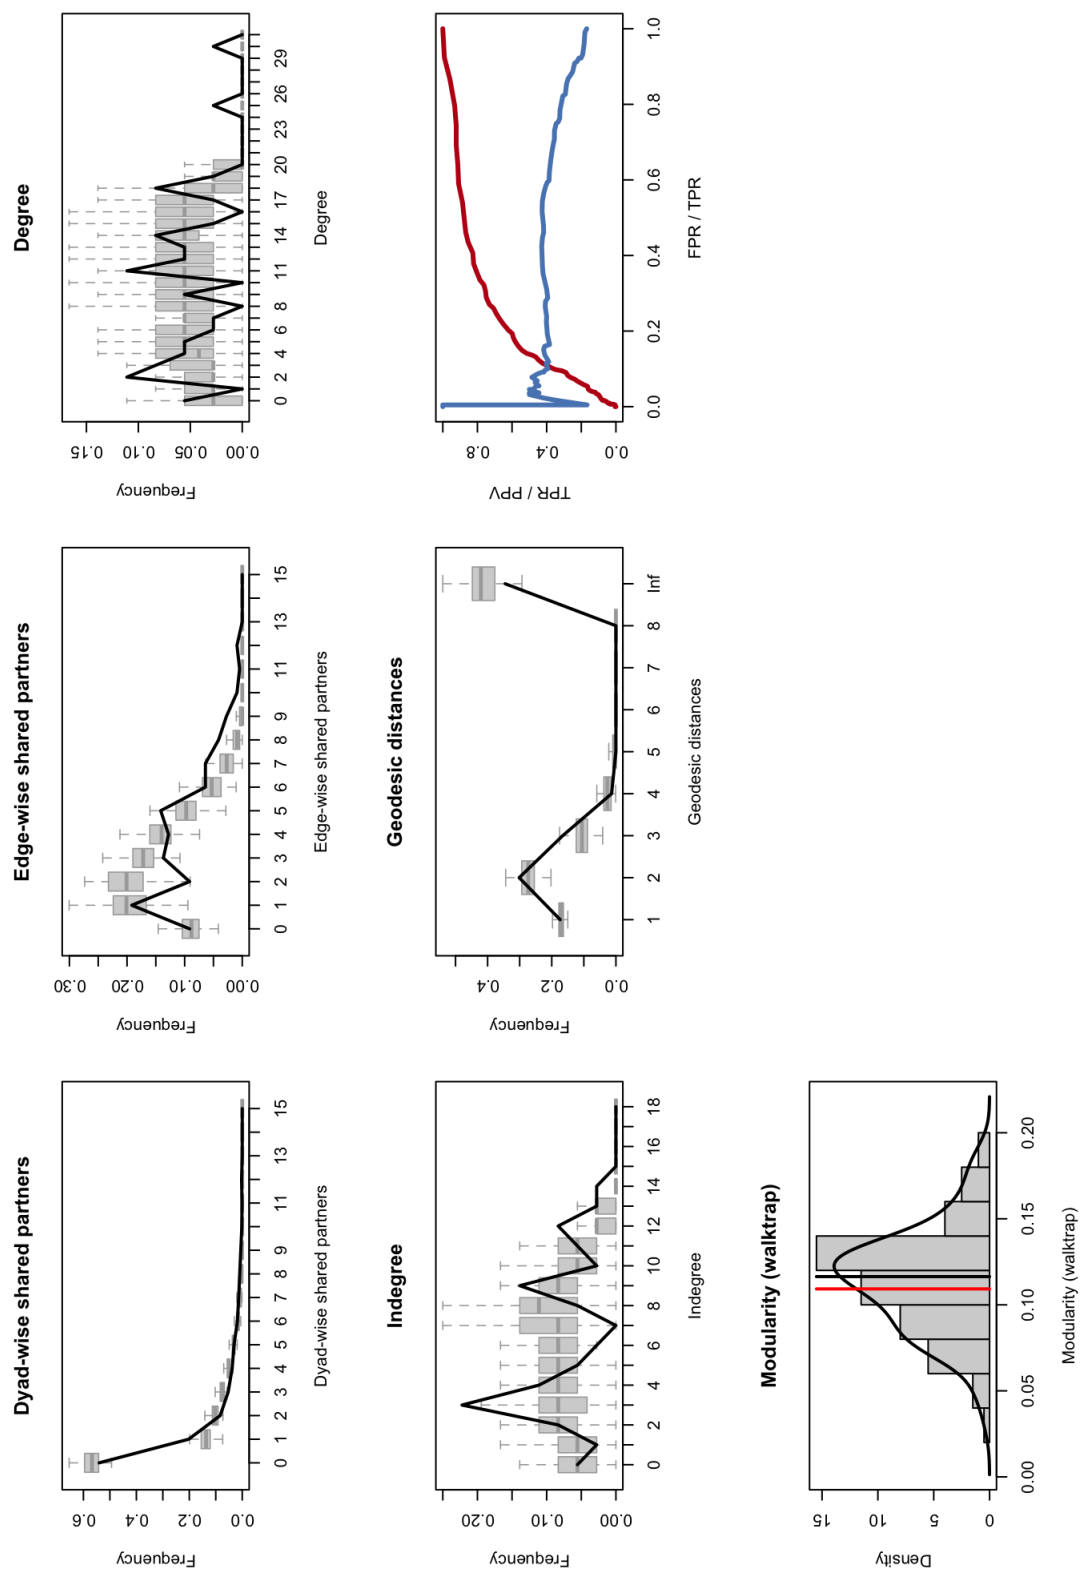 Dyad-wise shared partners
Frequency
0.0 0.2 0.4 0.6
0 1 2 3 4 5 6 7 8 9 11 13 15
Dyad-wise shared partners
Edge-wise shared partners
Frequency
0.00 0.10 0.20 0.30
0 1 2 3 4 5 6 7 8 9 11 13 15
Edge-wise shared partners
Degree
Frequency
0.00 0.05 0.10 0.15
0 2 4 6 8 11 14 17 20 23 26 29
Degree
Indegree
Frequency
0.00 0.10 0.20
0 2 4 6 8 10 12 14 16 18
Indegree
Geodesic distances
Frequency
0.0 0.2 0.4
1 2 3 4 5 6 7 8 Inf
Geodesic distances
TPR / PPV
0.0 0.4 0.8
0.0 0.2 0.4 0.6 0.8 1.0
FPR / TPR
Modularity (walktrap)
Density
0 5 10 15
0.00 0.05 0.10 0.15 0.20
Modularity (walktrap)